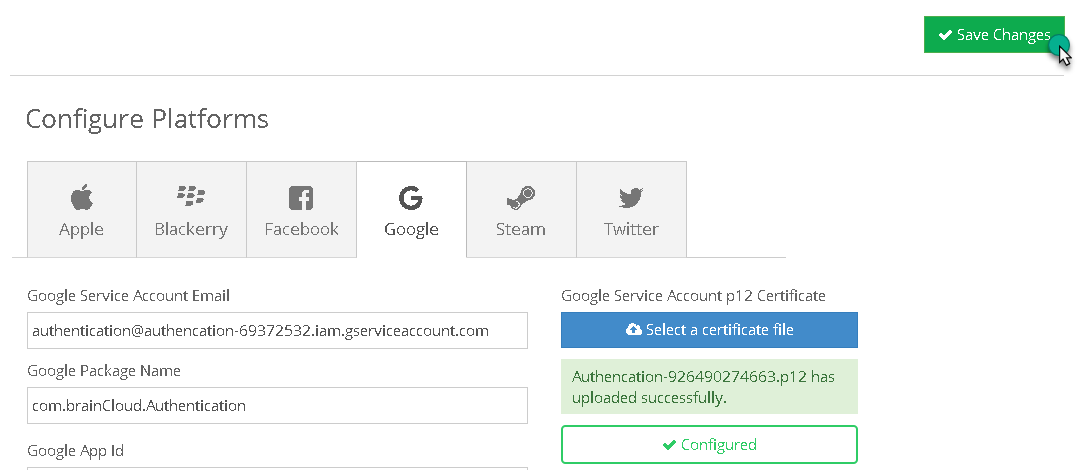 Save Changes
Configure Platforms
Apple
Blackerry
Facebook
Google
Steam
Twitter
Google Service Account Email
Google Service Account p12 Certificate
authentication@authencation-69372532.iam.gserviceaccount.com
Select a certificate file
Google Package Name
Authencation-926490274663.p12 has
uploaded successfully.
com.brainCloud.Authentication
Google App Id
Configured